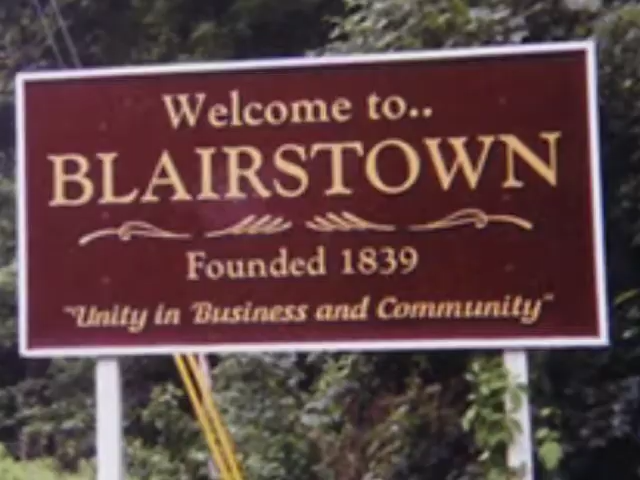 Welcome to..
BLAIRSTOWN
Founded 1839
"Unity in Business and Community"